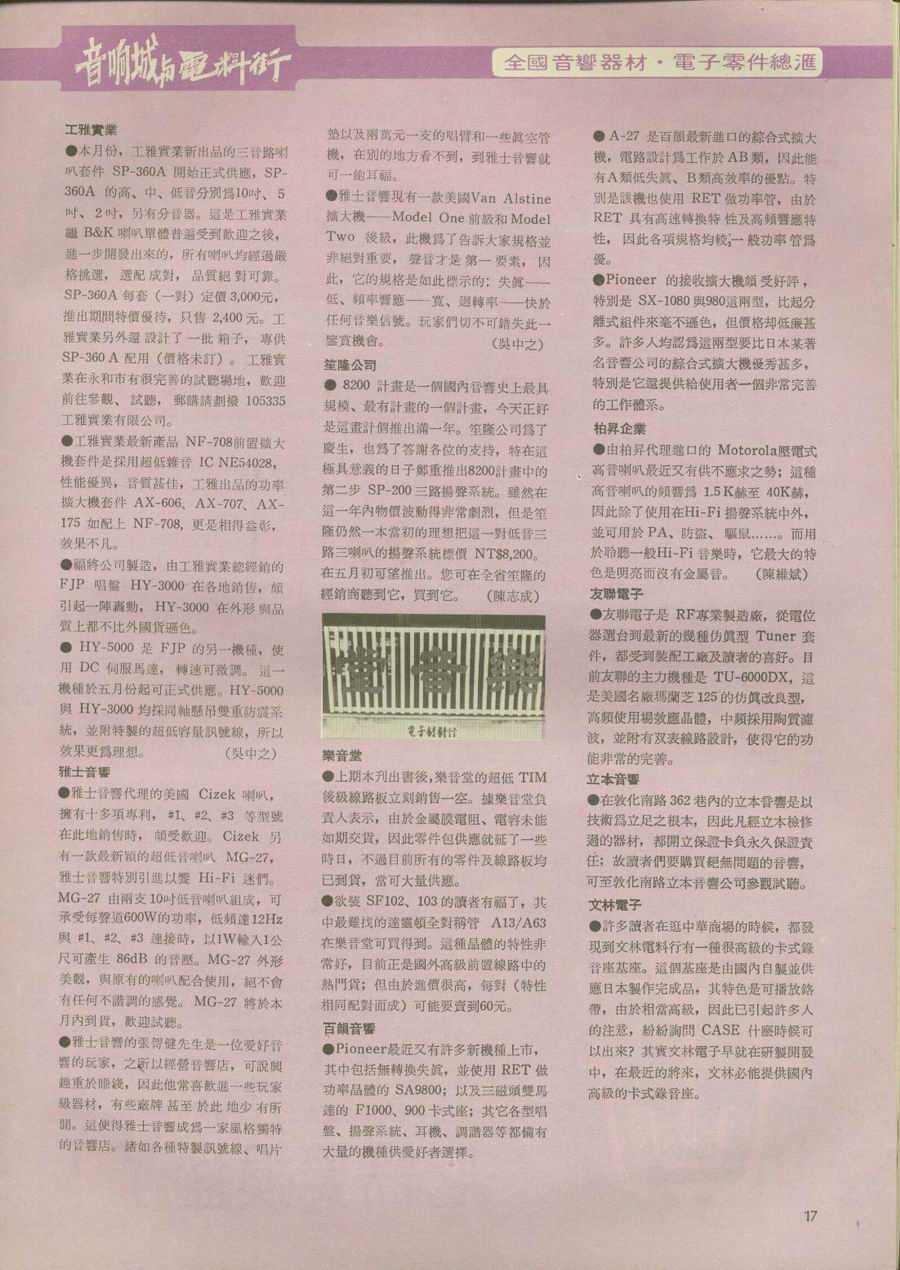 音响城与電料街
全國音響器材・電子零件總滙
工雅實業
●本月份，工雅實業新出品的三音路喇
叭套件 SP-360A 開始正式供應，SP-
360A 的高、中、低音分別爲10吋、5
吋、2吋，另有分音器。這是工雅實業
繼 B&K 喇叭單體普遍受到歡迎之後，
進一步開發出來的，所有喇叭均經過嚴
格挑選，選配成對，品質絕對可靠。
SP-360A 每套（一對）定價 3,000元，
推出期間特價優待，只售 2,400 元。工
雅實業另外還設計了一批箱子，專供
SP-360A 配用（價格未訂）。工雅實
業在永和市有很完善的試聽場地，歡迎
前往參觀、試聽，郵購請劃撥 105335
工雅實業有限公司。
●工雅實業最新產品 NF-708前置擴大
機套件是採用超低雜音 IC NE54028，
性能優異，音質甚佳，工雅出品的功率
擴大機套件 AX-606、AX-707、AX-
175 如配上 NF-708，更是相得益彰，
效果不凡。
●福將公司製造，由工雅實業總經銷的
FJP 唱盤 HY-3000 在各地銷售，頗
引起一陣轟動，HY-3000 在外形與品
質上都不比外國貨遜色。
● HY-5000 是 FJP 的另一機種，使
用 DC 伺服馬達，轉速可微調。這一
機種於五月份起可正式供應。HY-5000
與 HY-3000 均採同軸懸吊雙重防震系
統，並附特製的超低容量訊號線，所以
效果更爲理想。（吳中之）
雅士音響
●雅士音響代理的美國 Cizek 喇叭，
擁有十多項專利，#1、#2、#3 等型號
在此地銷售時，頗受歡迎。Cizek 另
有一款最新穎的超低音喇叭 MG-27，
雅士音響特別引進以饗 Hi-Fi 迷們。
MG-27 由兩支10吋低音喇叭組成，可
承受每聲道600W的功率，低頻達12Hz
與 #1、#2、#3 連接時，以1W輸入1公
尺可產生 86dB 的音壓。MG-27 外形
美觀，與原有的喇叭配合使用，絕不會
有任何不諧調的感覺。MG-27 將於本
月內到貨，歡迎試聽。
●雅士音響的張智健先生是一位愛好音
響的玩家，之所以經營音響店，可說興
趣重於賺錢，因此他常喜歡進一些玩家
級器材，有些廠牌甚至於此地少有所
聞。這使得雅士音響成爲一家風格獨特
的音響店。諸如各種特製訊號線、唱片
墊以及兩萬元一支的唱臂和一些眞空管
機，在別的地方看不到，到雅士音響就
可一飽耳福。
●雅士音響現有一款美國Van Alstine
擴大機──Model One 前級和 Model
Two 後級，此機爲了告訴大家規格並
非絕對重要，聲音才是第一要素，因
此，它的規格是如此標示的：失眞──
低、頻率響應──寬、迴轉率──快於
任何音樂信號。玩家們切不可錯失此一
鑒賞機會。（吳中之）
笙隆公司
● 8200 計畫是一個國內音響史上最具
規模、最有計畫的一個計畫，今天正好
是這畫計個推出滿一年。笙隆公司爲了
慶生，也爲了答謝各位的支持，特在這
極具意義的日子鄭重推出8200計畫中的
第二步 SP-200 三路揚聲系統。雖然在
這一年內物價波動得非常劇烈，但是笙
隆仍然一本當初的理想把這一對低音三
路三喇叭的揚聲系統標價 NT$8,200。
在五月初可望推出。您可在全省笙隆的
經銷商聽到它，買到它。（陳志成）
樂音堂
●上期本刋出書後，樂音堂的超低 TIM
後級線路板立刻銷售一空。據樂音堂負
責人表示，由於金屬膜電阻、電容未能
如期交貨，因此零件包供應就延了一些
時日，不過目前所有的零件及線路板均
已到貨，當可大量供應。
●欲裝 SF102、103 的讀者有福了，其
中最難找的達靈頓全對稱管 A13/A63
在樂音堂可買得到。這種晶體的特性非
常好，目前正是國外高級前置線路中的
熱門貨；但由於進價很高，每對（特性
相同配對而成）可能要賣到60元。
百韻音響
●Pioneer最近又有許多新機種上市，
其中包括無轉換失眞，並使用 RET 做
功率晶體的 SA9800；以及三磁頭雙馬
達的 F1000、900 卡式座；其它各型唱
盤、揚聲系統、耳機、調諧器等都備有
大量的機種供愛好者選擇。
● A-27 是百韻最新進口的綜合式擴大
機，電路設計爲工作於 AB 類，因此能
有A類低失眞、B類高效率的優點。特
別是該機也使用 RET 做功率管，由於
RET 具有高速轉換特性及高頻響應特
性，因此各項規格均較一般功率管爲
優。
●Pioneer 的接收擴大機頗受好評，
特別是 SX-1080 與980這兩型，比起分
離式組件來毫不遜色，但價格却低廉甚
多。許多人均認爲這兩型要比日本某著
名音響公司的綜合式擴大機優秀甚多，
特別是它還提供給使用者一個非常完善
的工作體系。
柏昇企業
●由柏昇代理進口的 Motorola壓電式
高音喇叭最近又有供不應求之勢；這種
高音喇叭的頻響爲 1.5K赫至 40K赫，
因此除了使用在Hi-Fi 揚聲系統中外，
並可用於 PA、防盜、驅鼠……。而用
於聆聽一般Hi-Fi 音樂時，它最大的特
色是明亮而沒有金屬音。（陳維斌）
友聯電子
●友聯電子是 RF專業製造廠，從電位
器選台到最新的幾種仿眞型 Tuner 套
件，都受到裝配工廠及讀者的喜好。目
前友聯的主力機種是 TU-6000DX，這
是美國名廠瑪蘭芝 125 的仿眞改良型，
高頻使用場效應晶體，中頻採用陶質濾
波，並附有双表線路設計，使得它的功
能非常的完善。
立本音響
●在敦化南路 362 巷內的立本音響是以
技術爲立足之根本，因此凡經立本檢修
過的器材，都開立保證卡負永久保證責
任；故讀者們要購買絕無問題的音響，
可至敦化南路立本音響公司參觀試聽。
文林電子
●許多讀者在逛中華商場的時候，都發
現到文林電料行有一種很高級的卡式錄
音座基座。這個基座是由國內自製並供
應日本製作完成品，其特色是可播放鉻
帶，由於相當高級，因此已引起許多人
的注意，紛紛詢問 CASE 什麼時候可
以出來？其實文林電子早就在研製開發
中，在最近的將來，文林必能提供國內
高級的卡式錄音座。
17